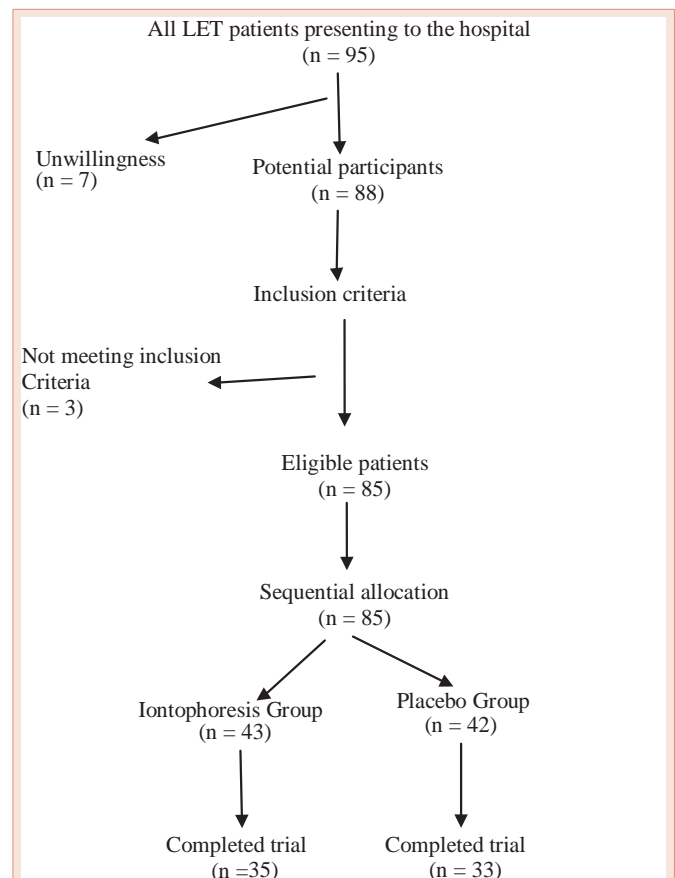 All LET patients presenting to the hospital
(n = 95)
Unwillingness
(n = 7)
Potential participants
(n = 88)
Inclusion criteria
Not meeting inclusion
Criteria
(n = 3)
Eligible patients
(n = 85)
Sequential allocation
(n = 85)
Iontophoresis Group
(n = 43)
Placebo Group
(n = 42)
Completed trial
(n =35)
Completed trial
(n = 33)